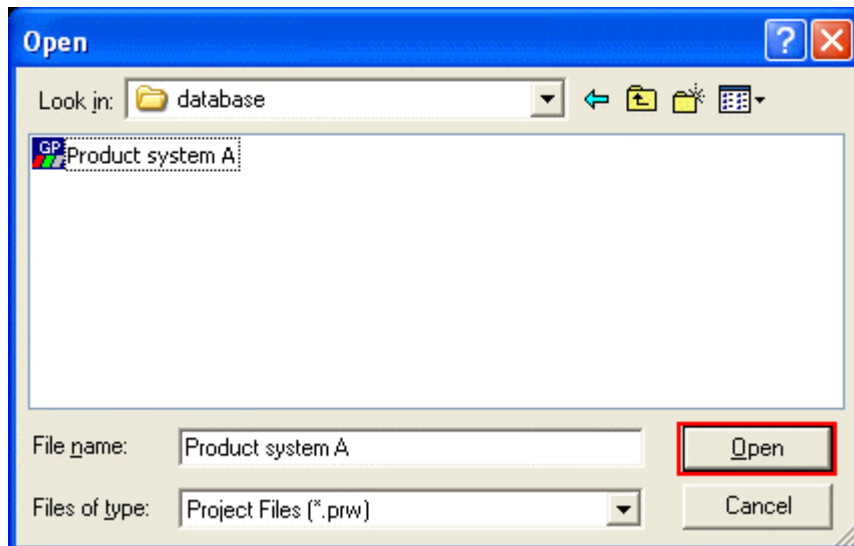 Open
Look in: database
GP Product system A
File name: Product system A Open
Files of type: Project Files (*.prw) Cancel